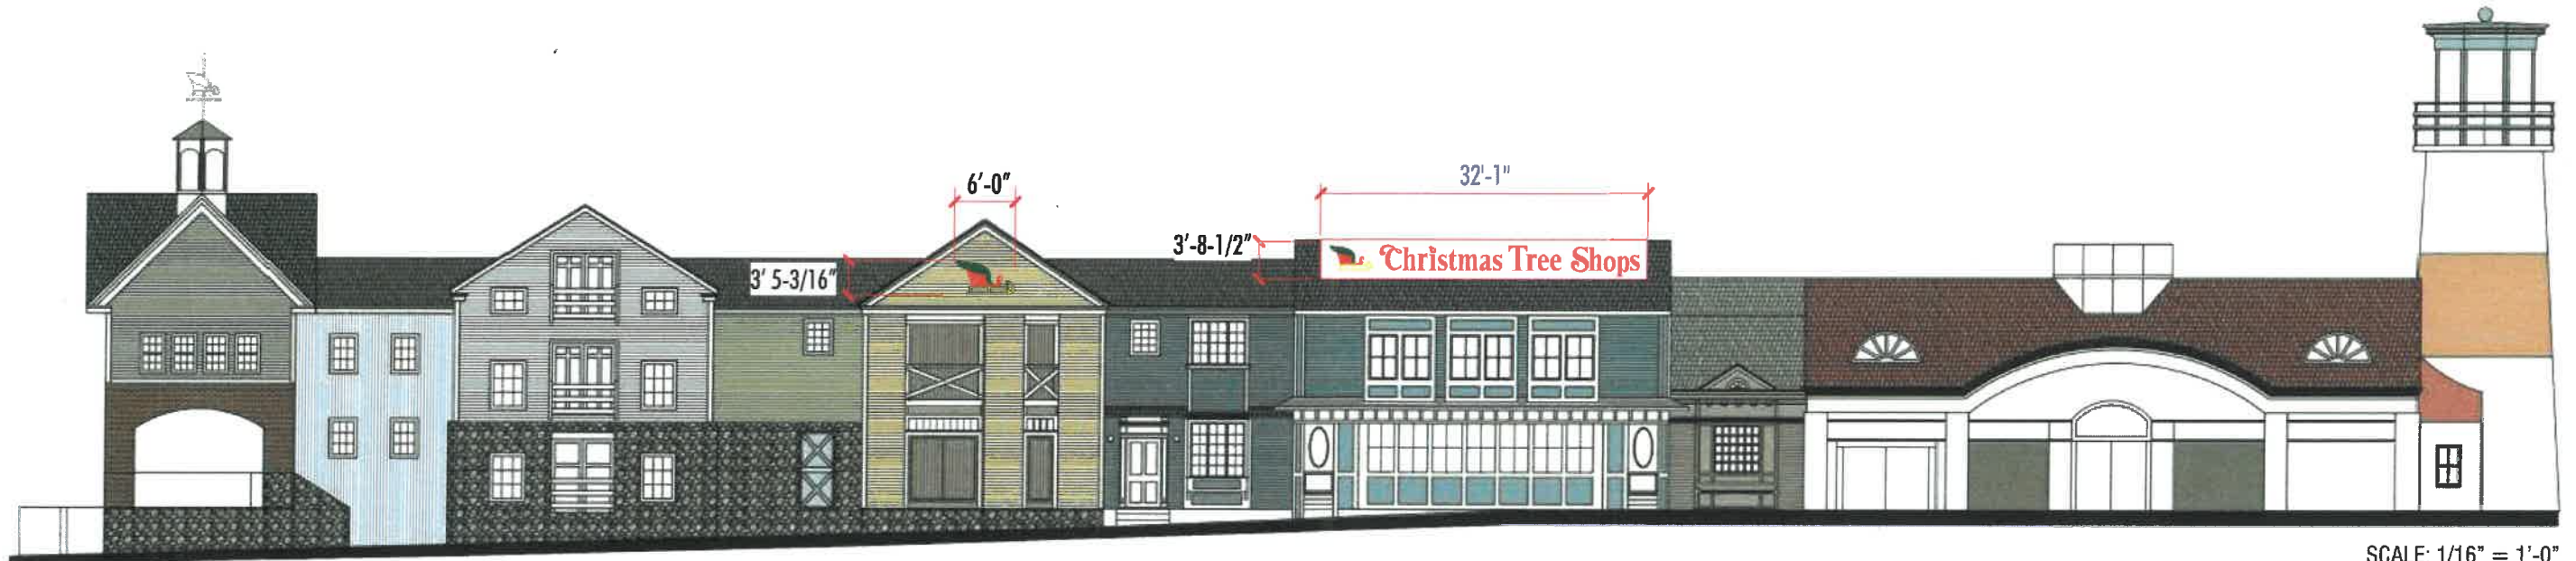 6'-0"
32'-1"
3'-8-1/2"
3' 5-3/16"
Christmas Tree Shops
SCALE: 1/16" = 1'-0"